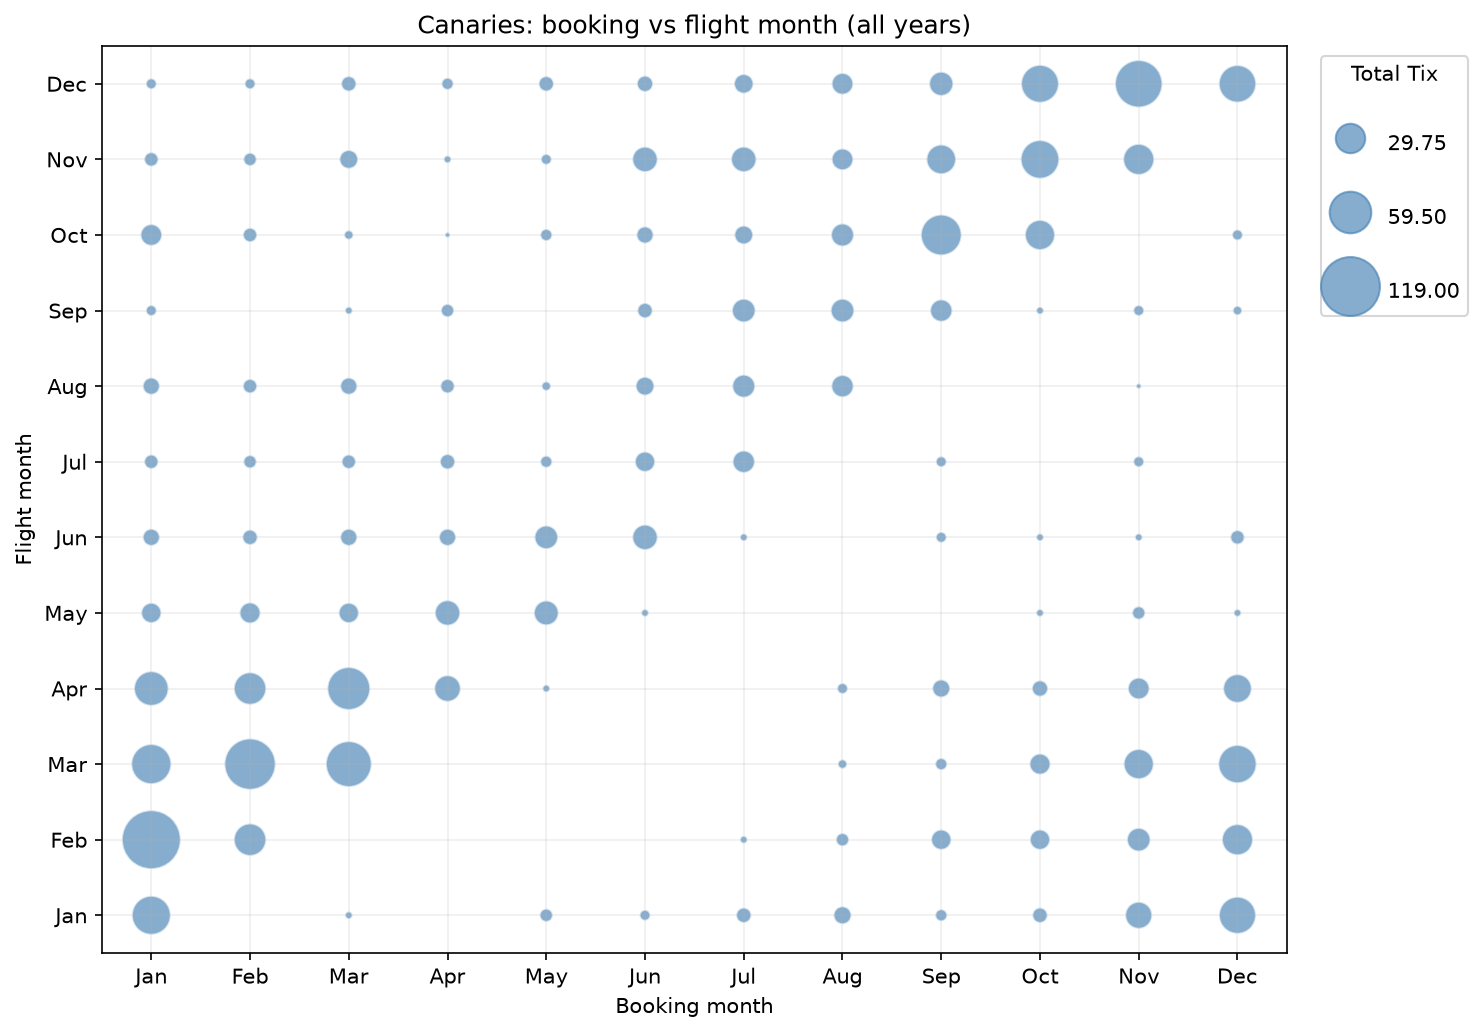 Canaries: booking vs flight month (all years)
Total Tix
29.75
59.50
119.00
Flight month
Dec
Nov
Oct
Sep
Aug
Jul
Jun
May
Apr
Mar
Feb
Jan
Jan Feb Mar Apr May Jun Jul Aug Sep Oct Nov Dec
Booking month